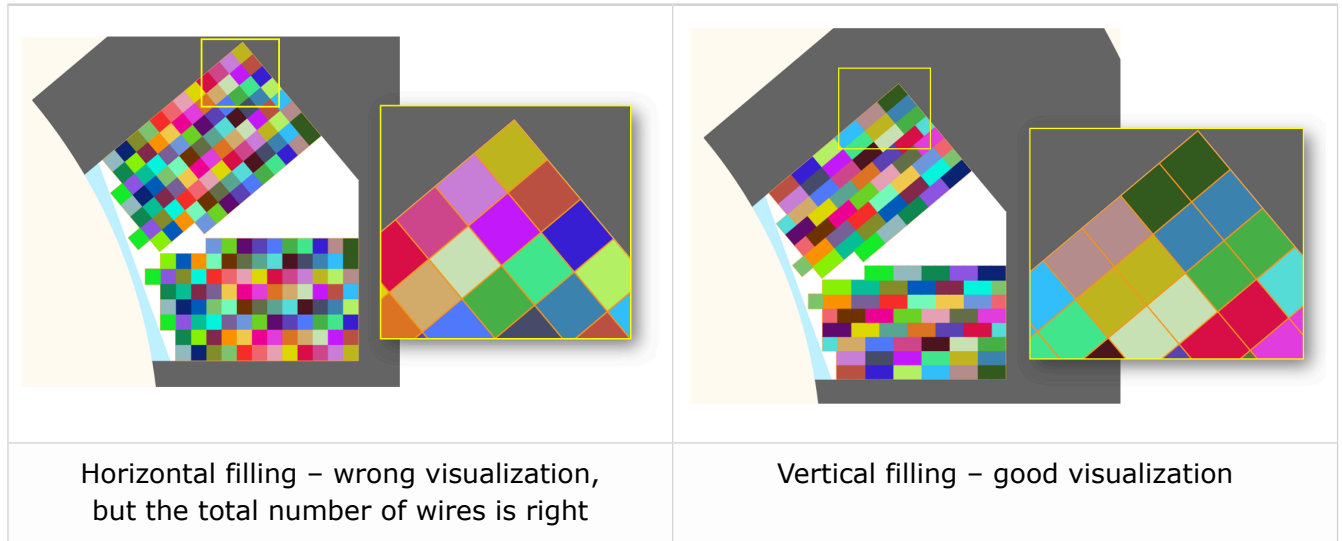 Horizontal filling – wrong visualization,
but the total number of wires is right
Vertical filling – good visualization